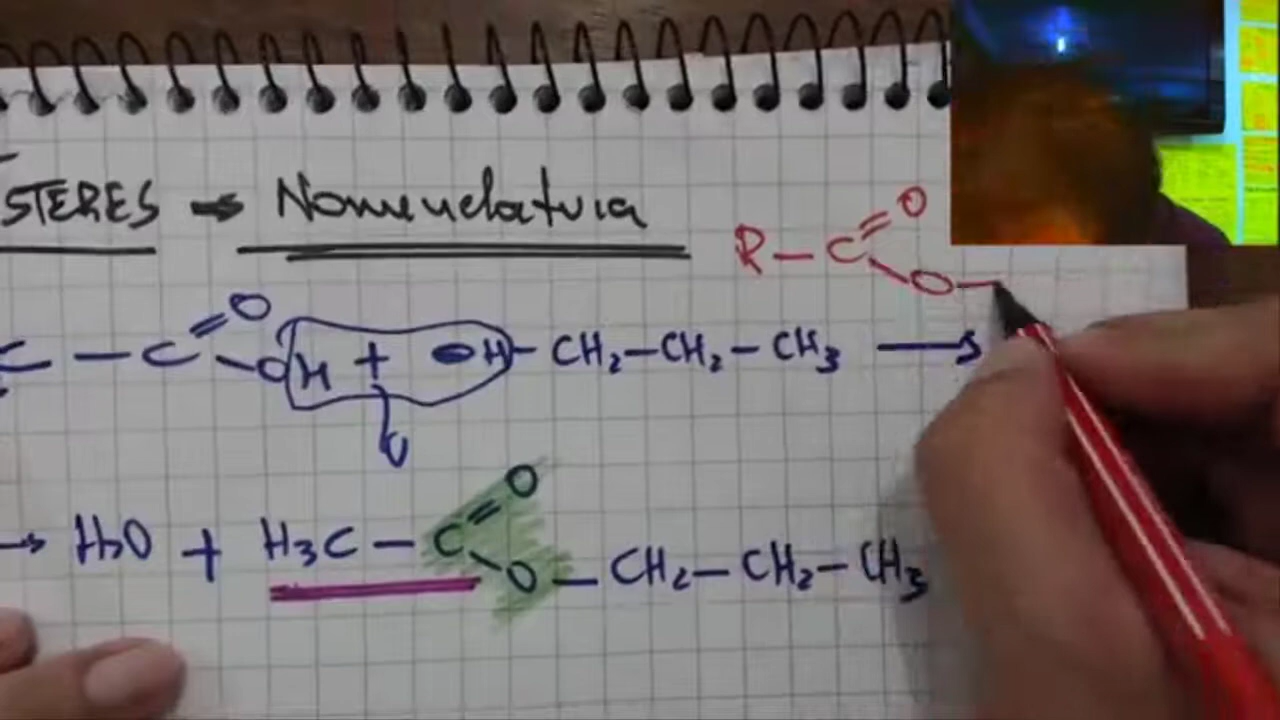 STERES → Nomenclatura
R – C = O – O –
C – C = O – OH + OH – CH₂ – CH₂ – CH₃ →
→ H₂O + H₃C – C = O – O – CH₂ – CH₂ – CH₃